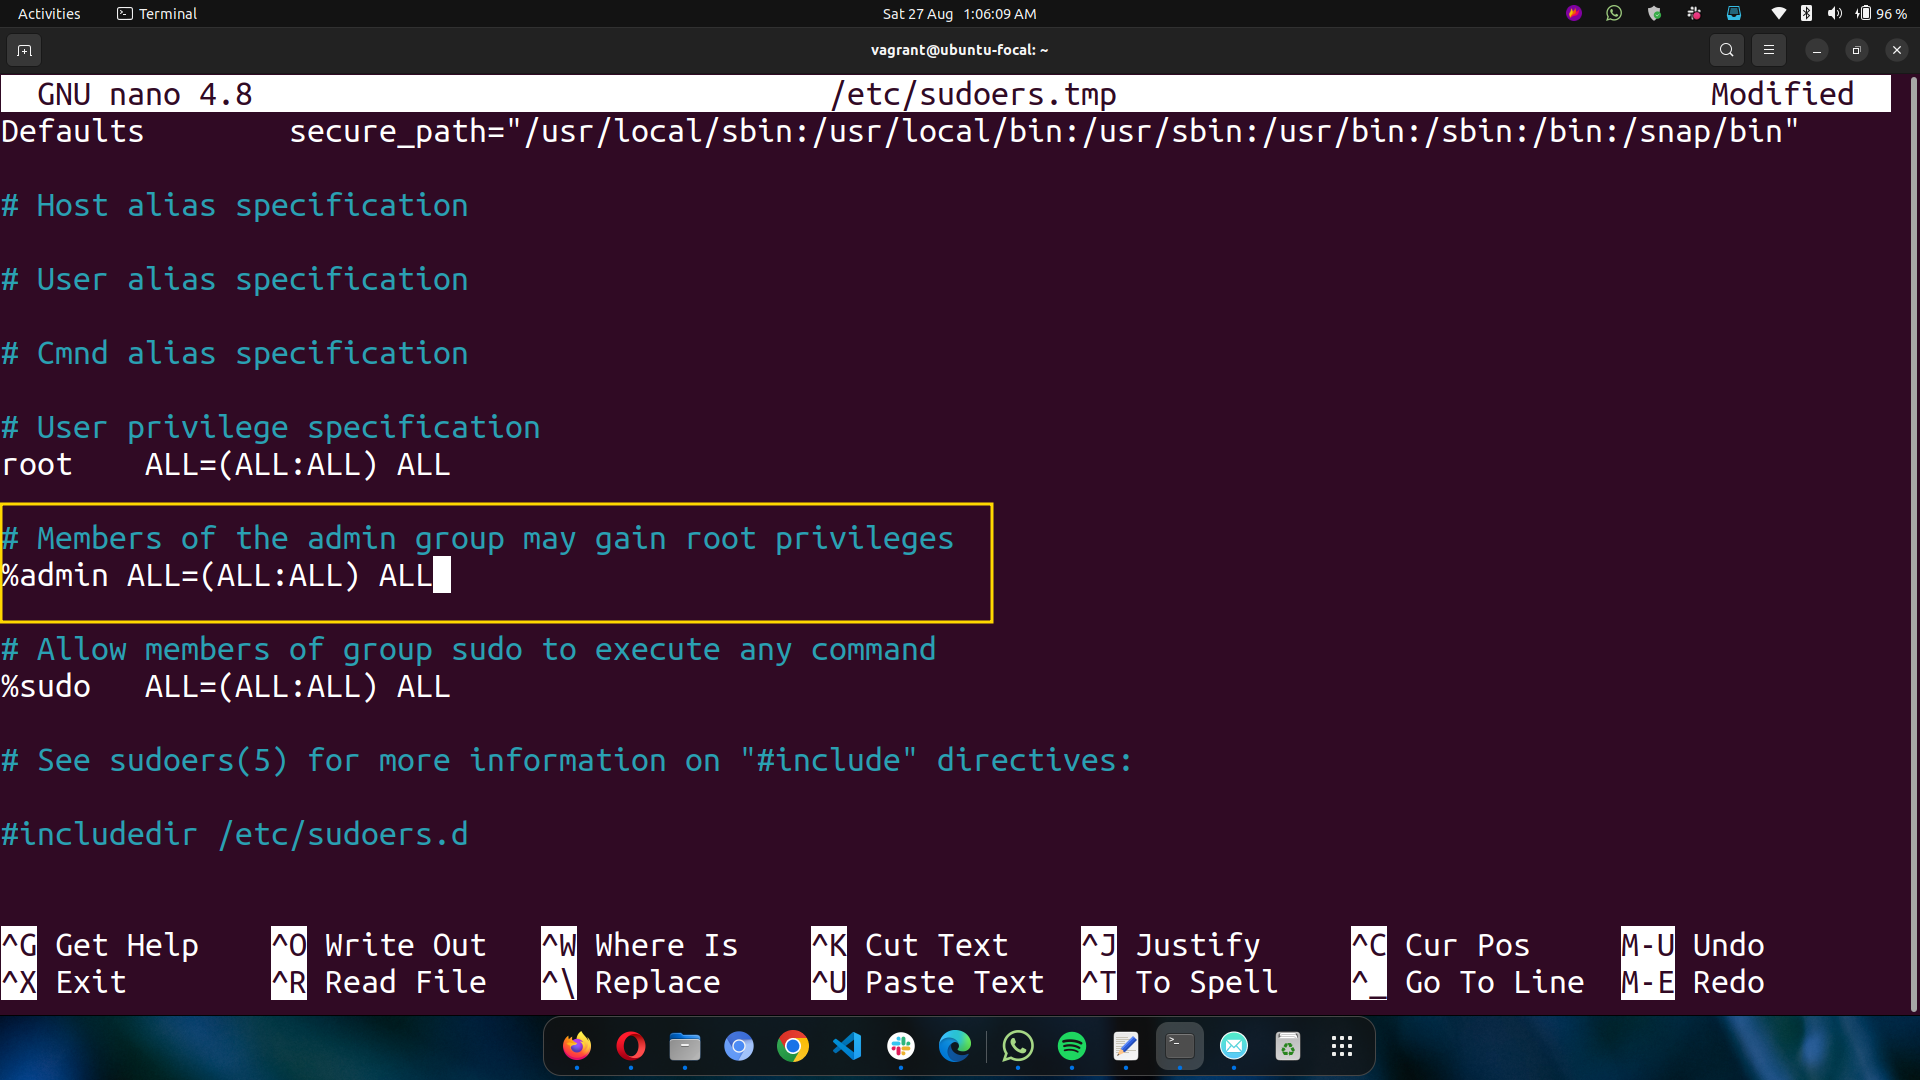 Activities Terminal Sat 27 Aug 1:06:09 AM 96 %
vagrant@ubuntu-focal: ~
GNU nano 4.8 /etc/sudoers.tmp Modified
Defaults secure_path="/usr/local/sbin:/usr/local/bin:/usr/sbin:/usr/bin:/sbin:/bin:/snap/bin"
# Host alias specification
# User alias specification
# Cmnd alias specification
# User privilege specification
root ALL=(ALL:ALL) ALL
# Members of the admin group may gain root privileges
%admin ALL=(ALL:ALL) ALL
# Allow members of group sudo to execute any command
%sudo ALL=(ALL:ALL) ALL
# See sudoers(5) for more information on "#include" directives:
#includedir /etc/sudoers.d
^G Get Help ^O Write Out ^W Where Is ^K Cut Text ^J Justify ^C Cur Pos M-U Undo
^X Exit ^R Read File ^\ Replace ^U Paste Text ^T To Spell ^_ Go To Line M-E Redo